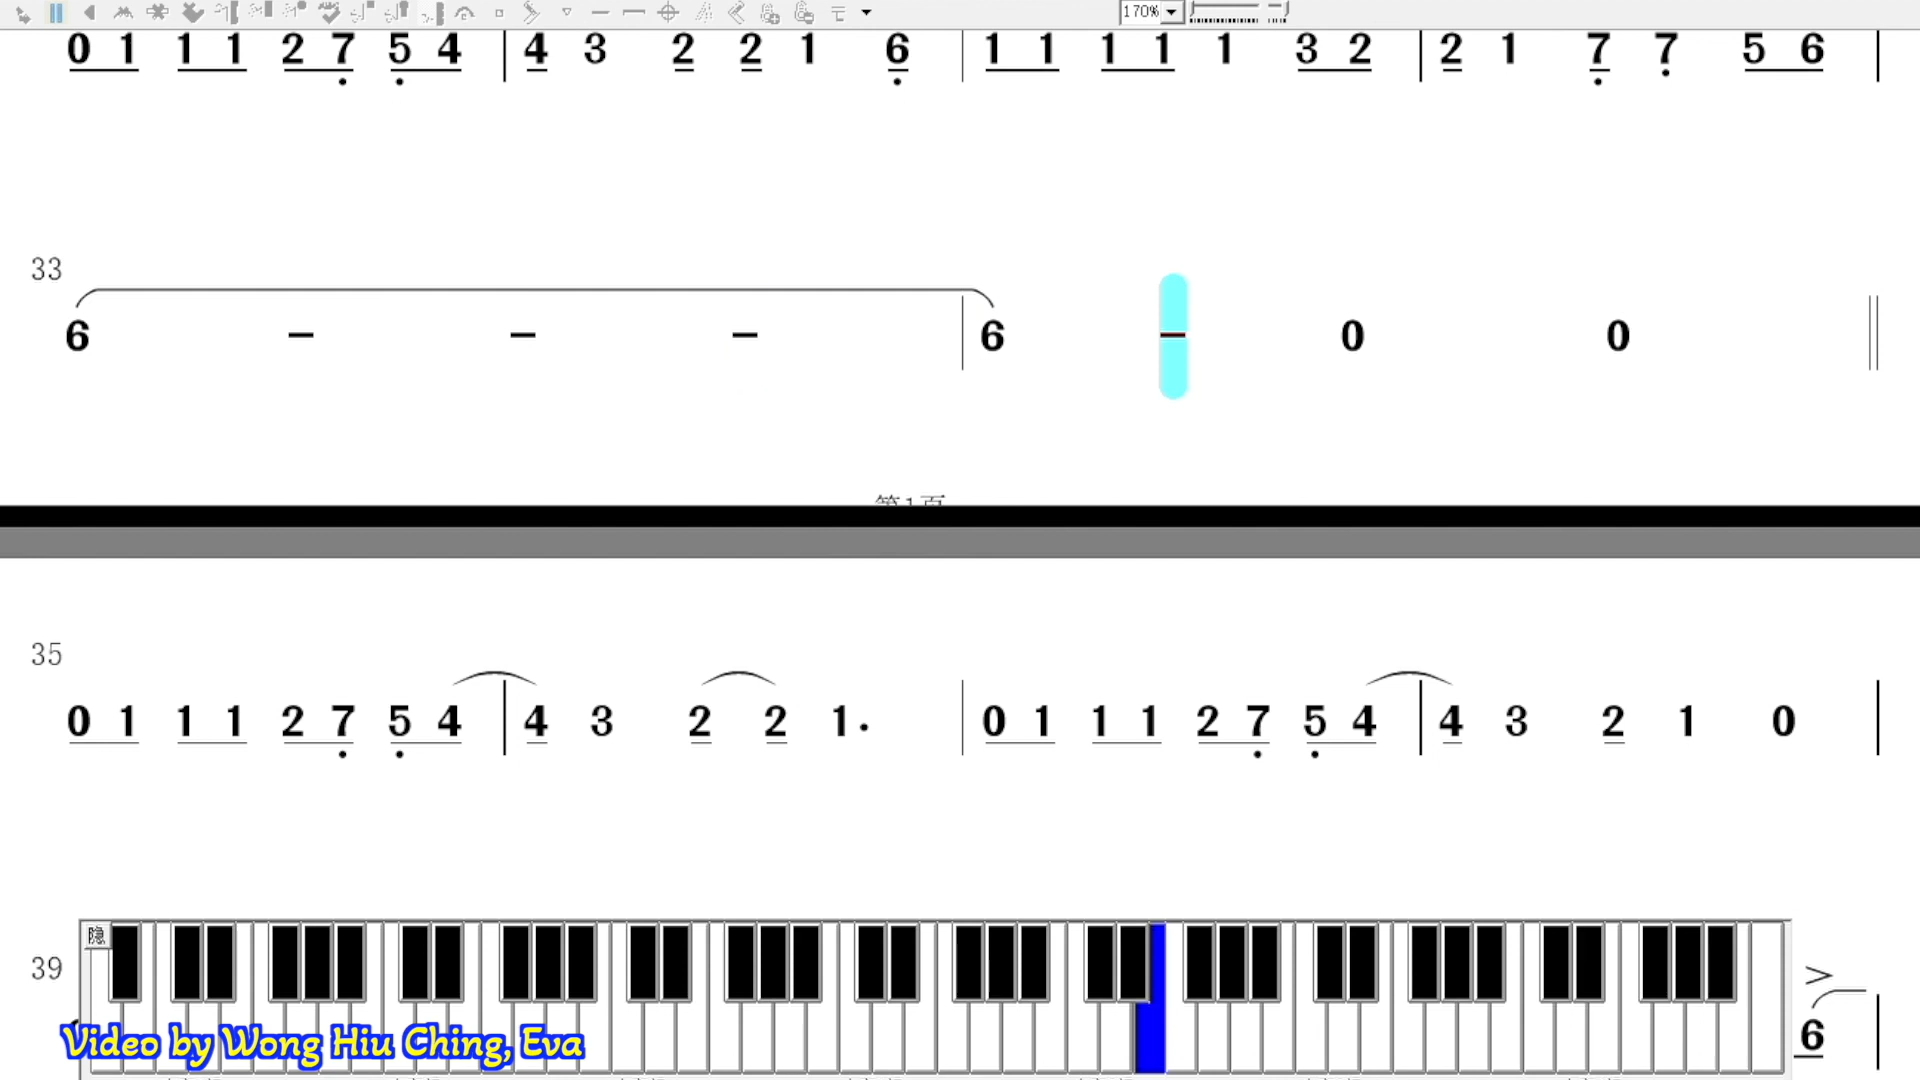 170%
0 1 1 1 2 7 5 4 | 4 3 2 2 1 6 | 1 1 1 1 1 3 2 | 2 1 7 7 5 6 |
33
6 – – – | 6 – 0 0 ||
第1页
35
0 1 1 1 2 7 5 4 | 4 3 2 2 1· | 0 1 1 1 2 7 5 4 | 4 3 2 1 0 |
隐
39
>
6 |
Video by Wong Hiu Ching, Eva